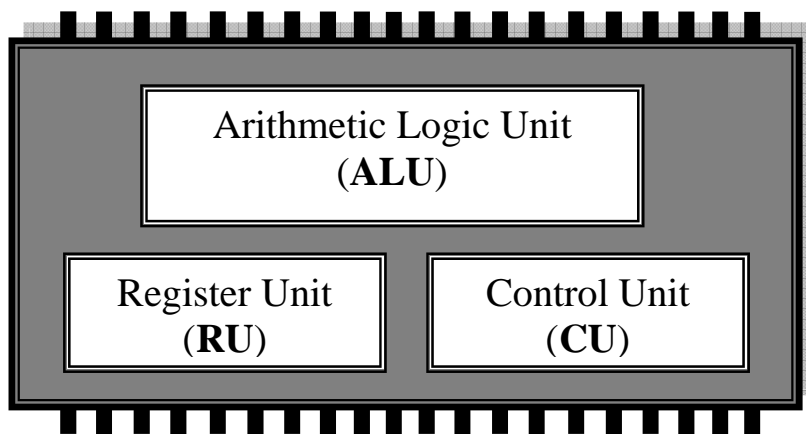 Arithmetic Logic Unit
(ALU)
Register Unit
(RU)
Control Unit
(CU)